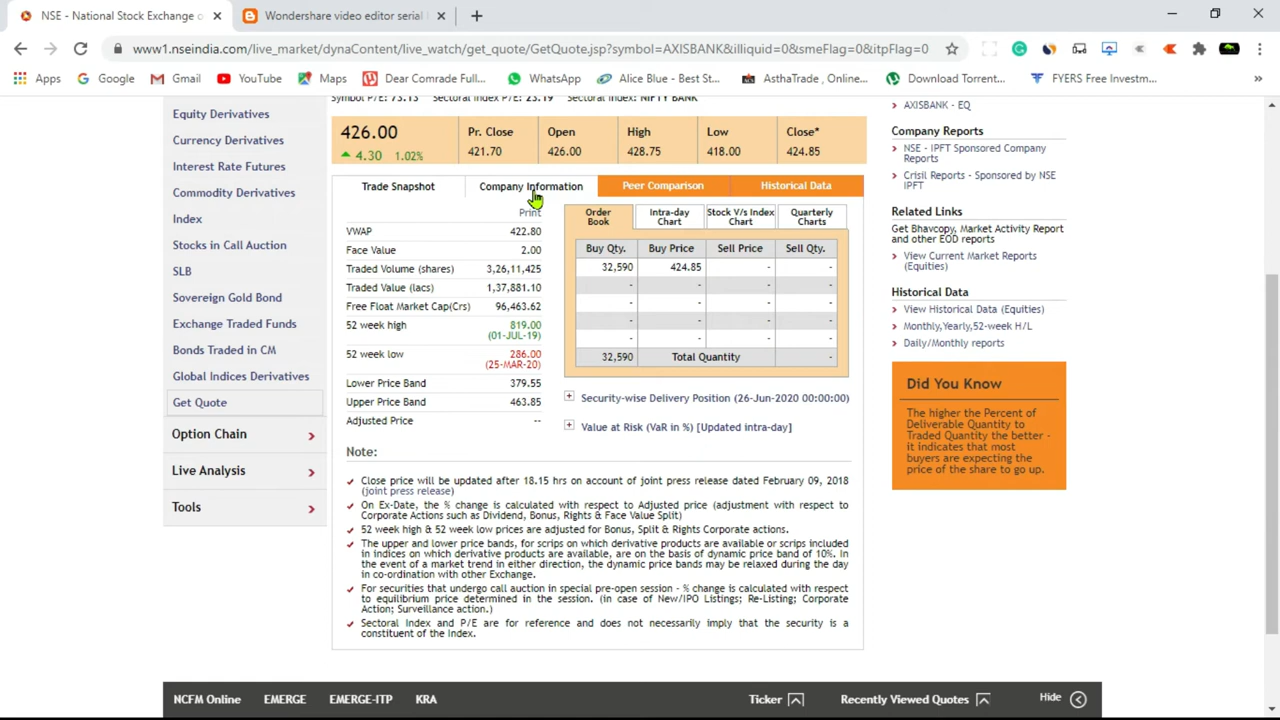 NSE - National Stock Exchange o
Wondershare video editor serial
www1.nseindia.com/live_market/dynaContent/live_watch/get_quote/GetQuote.jsp?symbol=AXISBANK&illiquid=0&smeFlag=0&itpFlag=0
Apps
Google
Gmail
YouTube
Maps
Dear Comrade Full...
WhatsApp
Alice Blue - Best St...
AsthaTrade , Online...
Download Torrent...
FYERS Free Investm...
»
Equity Derivatives
Currency Derivatives
Interest Rate Futures
Commodity Derivatives
Index
Stocks in Call Auction
SLB
Sovereign Gold Bond
Exchange Traded Funds
Bonds Traded in CM
Global Indices Derivatives
Get Quote
Option Chain
Live Analysis
Tools
Symbol P/E: 73.13 Sectoral Index P/E: 23.19 Sectoral Index: NIFTY BANK
426.00 Pr. Close Open High Low Close*
4.30 1.02% 421.70 426.00 428.75 418.00 424.85
Trade Snapshot Company Information Peer Comparison Historical Data
Print
VWAP 422.80
Face Value 2.00
Traded Volume (shares) 3,26,11,425
Traded Value (lacs) 1,37,881.10
Free Float Market Cap(Crs) 96,463.62
52 week high 819.00
(01-JUL-19)
52 week low 286.00
(25-MAR-20)
Lower Price Band 379.55
Upper Price Band 463.85
Adjusted Price --
Order Book
Intra-day Chart
Stock V/s Index Chart
Quarterly Charts
Buy Qty. Buy Price Sell Price Sell Qty.
32,590 424.85 - -
- - - -
- - - -
- - - -
- - - -
32,590 Total Quantity -
Security-wise Delivery Position (26-Jun-2020 00:00:00)
Value at Risk (VaR in %) [Updated intra-day]
Note:
Close price will be updated after 18.15 hrs on account of joint press release dated February 09, 2018
(joint press release)
On Ex-Date, the % change is calculated with respect to Adjusted price (adjustment with respect to
Corporate Actions such as Dividend, Bonus, Rights & Face Value Split)
52 week high & 52 week low prices are adjusted for Bonus, Split & Rights Corporate actions.
The upper and lower price bands, for scrips on which derivative products are available or scrips included
in indices on which derivative products are available, are on the basis of dynamic price band of 10%. In
the event of a market trend in either direction, the dynamic price bands may be relaxed during the day
in co-ordination with other Exchange.
For securities that undergo call auction in special pre-open session - % change is calculated with respect
to equilibrium price determined in the session. (in case of New/IPO Listings; Re-Listing; Corporate
Action; Surveillance action.)
Sectoral Index and P/E are for reference and does not necessarily imply that the security is a
constituent of the Index.
AXISBANK - EQ
Company Reports
NSE - IPFT Sponsored Company
Reports
Crisil Reports - Sponsored by NSE
IPFT
Related Links
Get Bhavcopy, Market Activity Report
and other EOD reports
View Current Market Reports
(Equities)
Historical Data
View Historical Data (Equities)
Monthly,Yearly,52-week H/L
Daily/Monthly reports
Did You Know
The higher the Percent of
Deliverable Quantity to
Traded Quantity the better -
it indicates that most
buyers are expecting the
price of the share to go up.
NCFM Online EMERGE EMERGE-ITP KRA Ticker Recently Viewed Quotes Hide